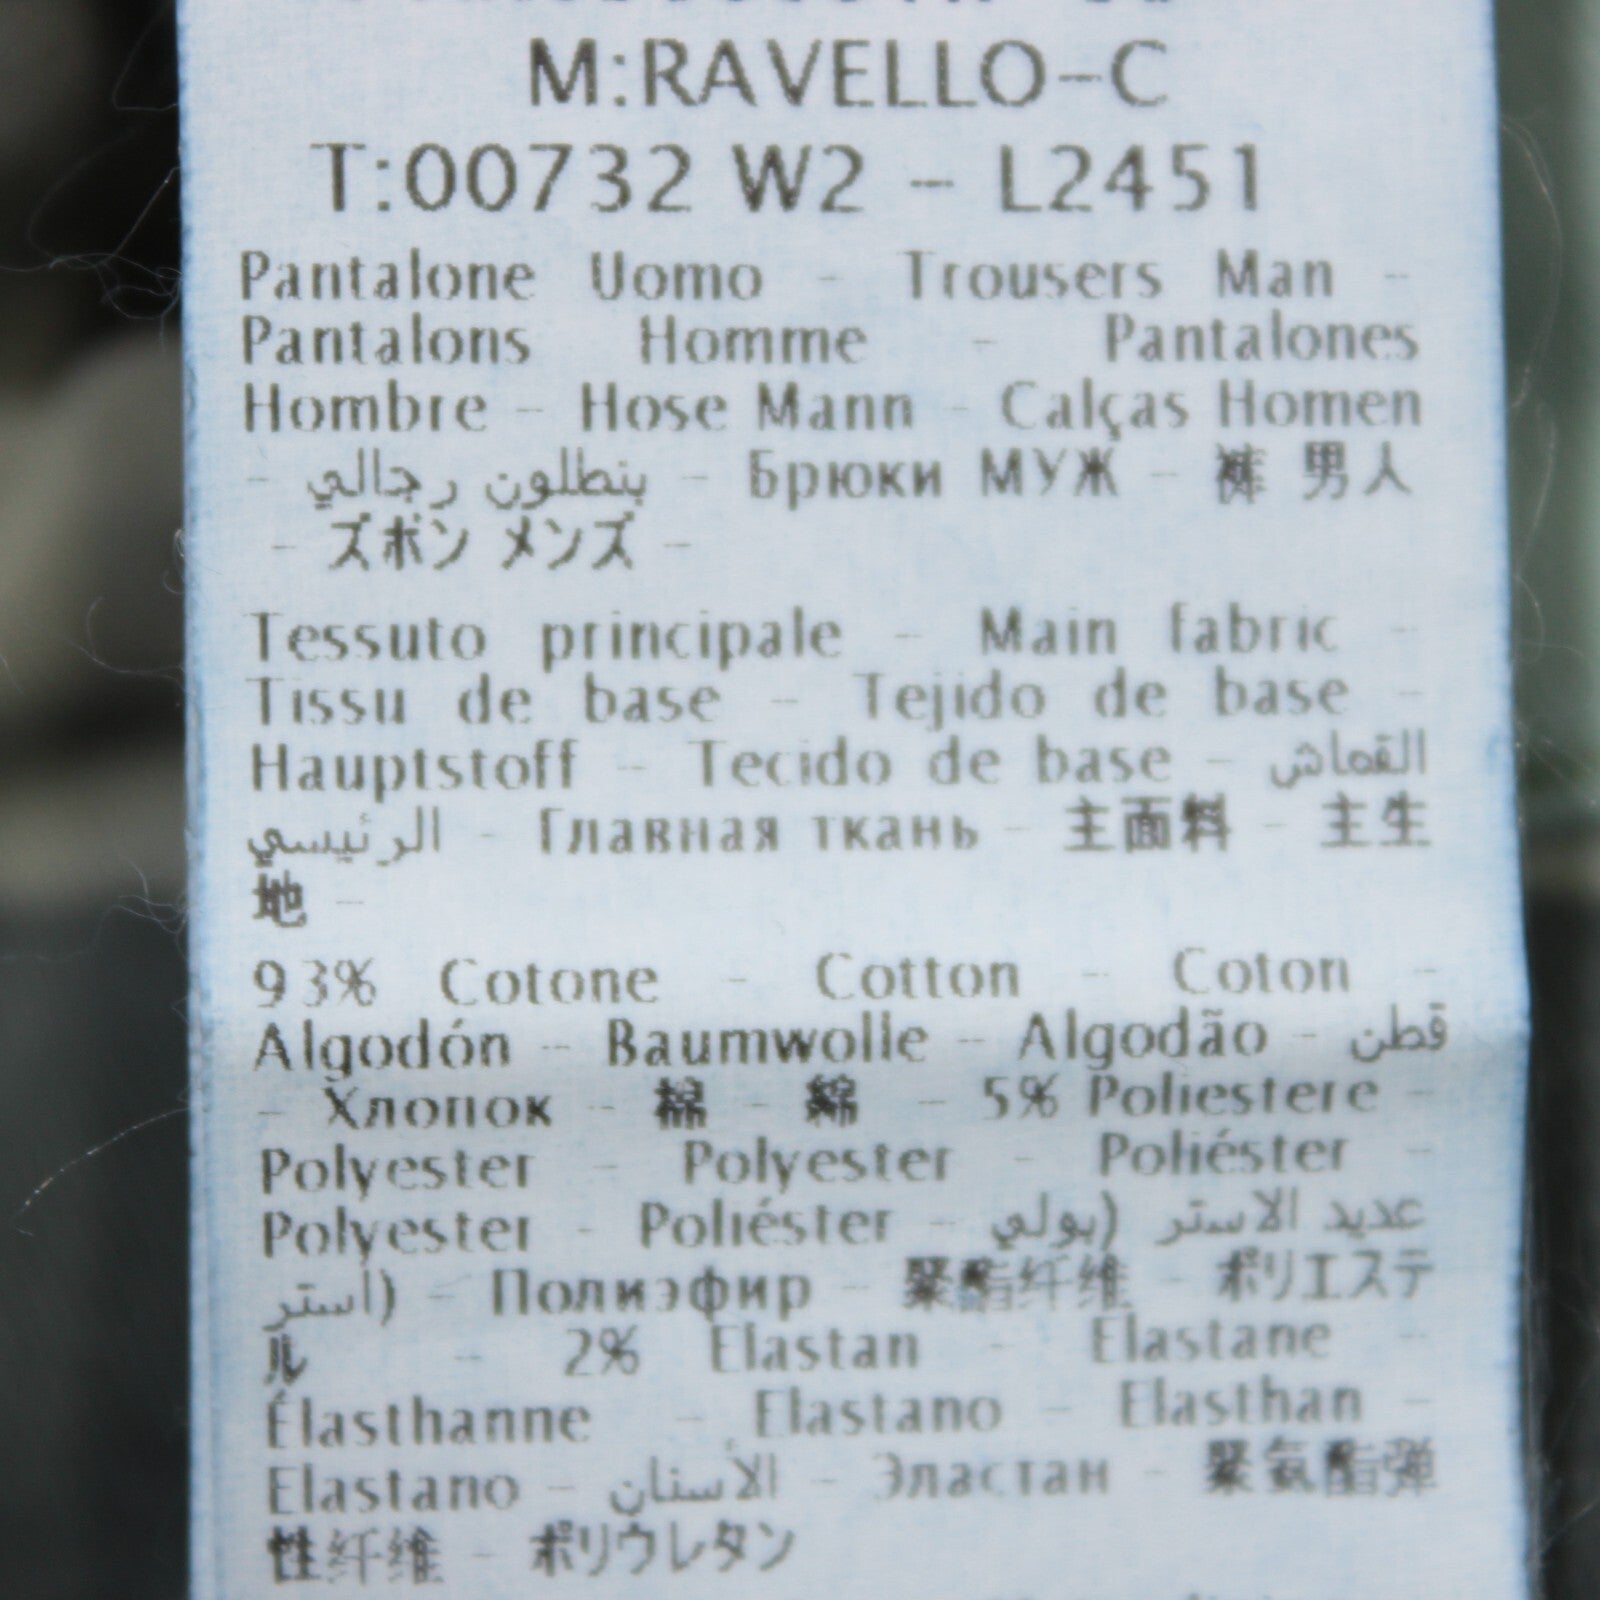 M:RAVELLO-C
T:00732 W2 - L2451
Pantalone Uomo - Trousers Man -
Pantalons Homme - Pantalones
Hombre - Hose Mann - Calças Homen
- بنطلون رجالي - Брюки МУЖ - 裤 男人
- ズボン メンズ -
Tessuto principale - Main fabric -
Tissu de base - Tejido de base -
Hauptstoff - Tecido de base - القماش
الرئيسي - Главная ткань - 主面料 - 主生
地 -
93% Cotone - Cotton - Coton -
Algodón - Baumwolle - Algodão - قطن
- Хлопок - 棉 - 綿 - 5% Poliestere -
Polyester - Polyester - Poliéster -
Polyester - Poliéster - عديد الاستر (بولي
استر) - Полиэфир - 聚酯纤维 - ポリエステ
ル - 2% Elastan - Elastane -
Élasthanne - Elastano - Elasthan -
Elastano - الأستان - Эластан - 聚氨酯弹
性纤维 - ポリウレタン